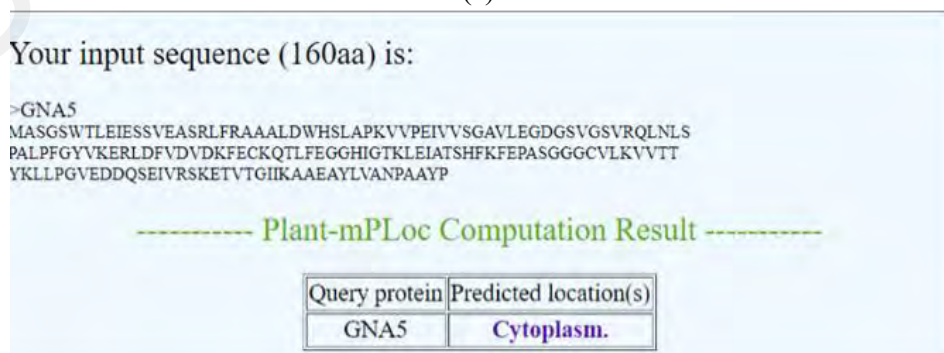 Your input sequence (160aa) is:
>GNA5
MASGSWTLEIESSVEASRLFRAAALDWHSLAPKVVPEIVVSGAVLEGDGSVGSVRQLNLS
PALPFGYVKERLDFVDVDKFECKQTLFEGGHIGTKLEIATSHFKFEPASGGGCVLKVVTT
YKLLPGVEDDQSEIVRSKETVTGIIKAAEAYLVANPAAYP
----------- Plant-mPLoc Computation Result -----------
Query protein Predicted location(s)
GNA5 Cytoplasm.